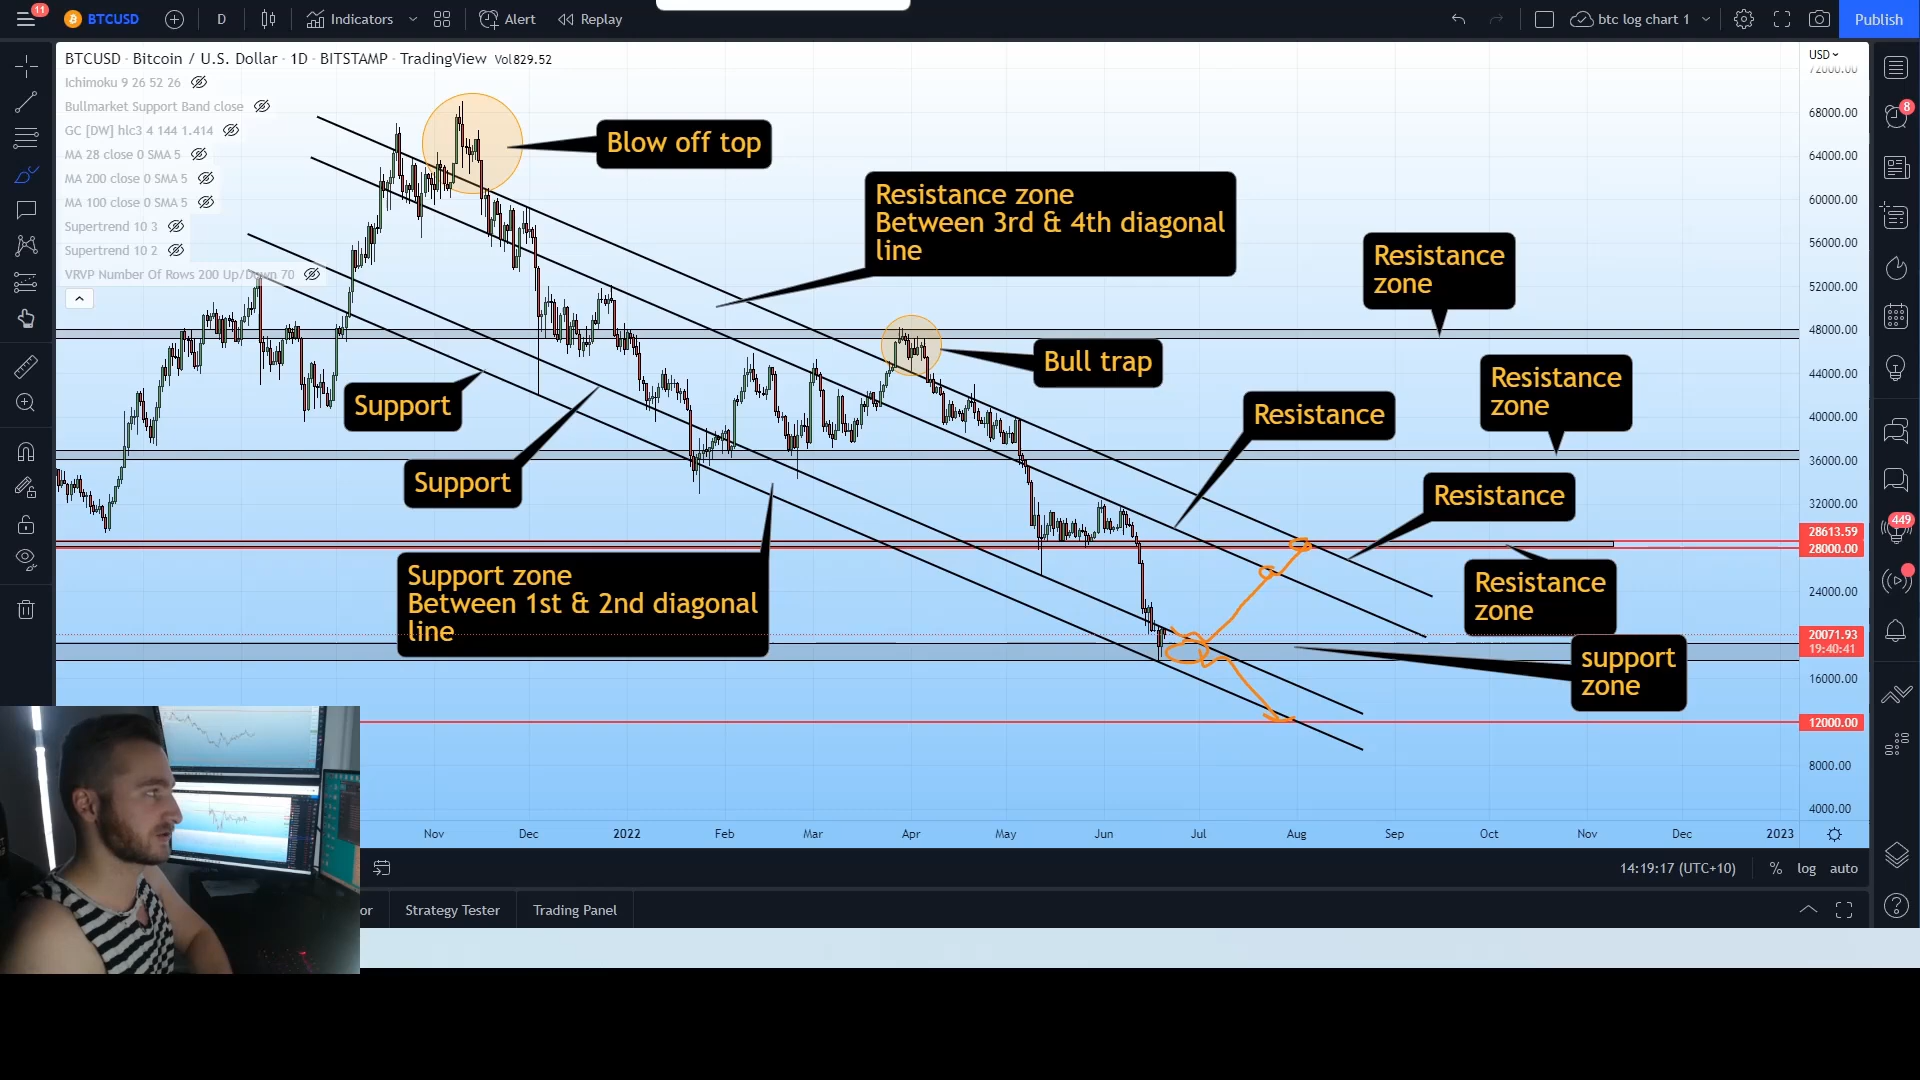 11
BTCUSD
D
Indicators
Alert
Replay
btc log chart 1
Publish
BTCUSD · Bitcoin / U.S. Dollar · 1D · BITSTAMP · TradingView Vol829.52
Ichimoku 9 26 52 26
Bullmarket Support Band close
GC [DW] hlc3 4 144 1.414
MA 28 close 0 SMA 5
MA 200 close 0 SMA 5
MA 100 close 0 SMA 5
Supertrend 10 3
Supertrend 10 2
VRVP Number Of Rows 200 Up/Down 70
Blow off top
Resistance zone
Between 3rd & 4th diagonal
line
Resistance
zone
Bull trap
Resistance
zone
Support
Resistance
Support
Resistance
Support zone
Between 1st & 2nd diagonal
line
Resistance
zone
support
zone
USD
72000.00
68000.00
64000.00
60000.00
56000.00
52000.00
48000.00
44000.00
40000.00
36000.00
32000.00
28613.59
28000.00
24000.00
20071.93
19:40:41
16000.00
12000.00
8000.00
4000.00
8
449
Nov
Dec
2022
Feb
Mar
Apr
May
Jun
Jul
Aug
Sep
Oct
Nov
Dec
2023
14:19:17 (UTC+10)
%
log
auto
or
Strategy Tester
Trading Panel